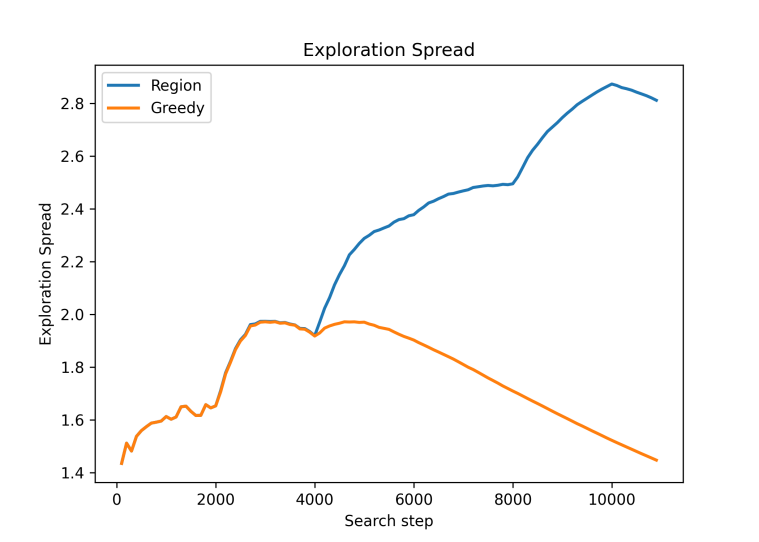 Exploration Spread
Region
Greedy
Exploration Spread
2.8
2.6
2.4
2.2
2.0
1.8
1.6
1.4
0 2000 4000 6000 8000 10000
Search step